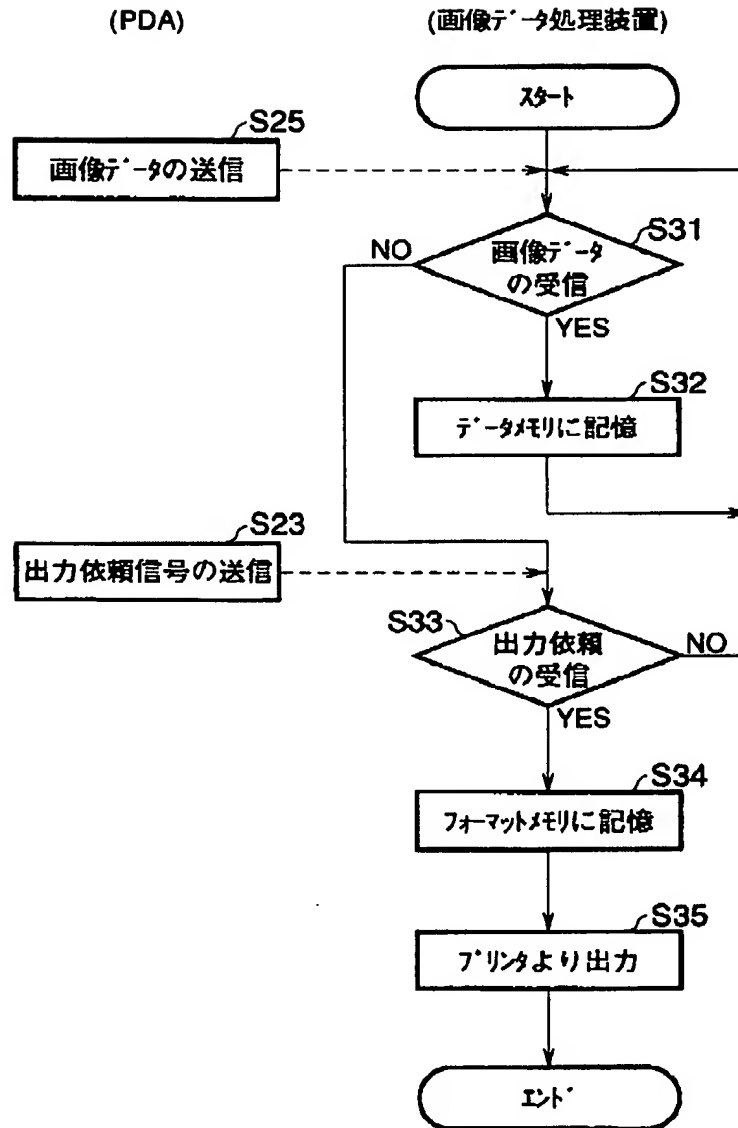 (PDA)
(画像データ処理装置)
スタート
S25
画像データの送信
S31
NO
画像データ
の受信
YES
S32
データメモリに記憶
S23
出力依頼信号の送信
S33
出力依頼
の受信
NO
YES
S34
フォーマットメモリに記憶
S35
プリンタより出力
エンド